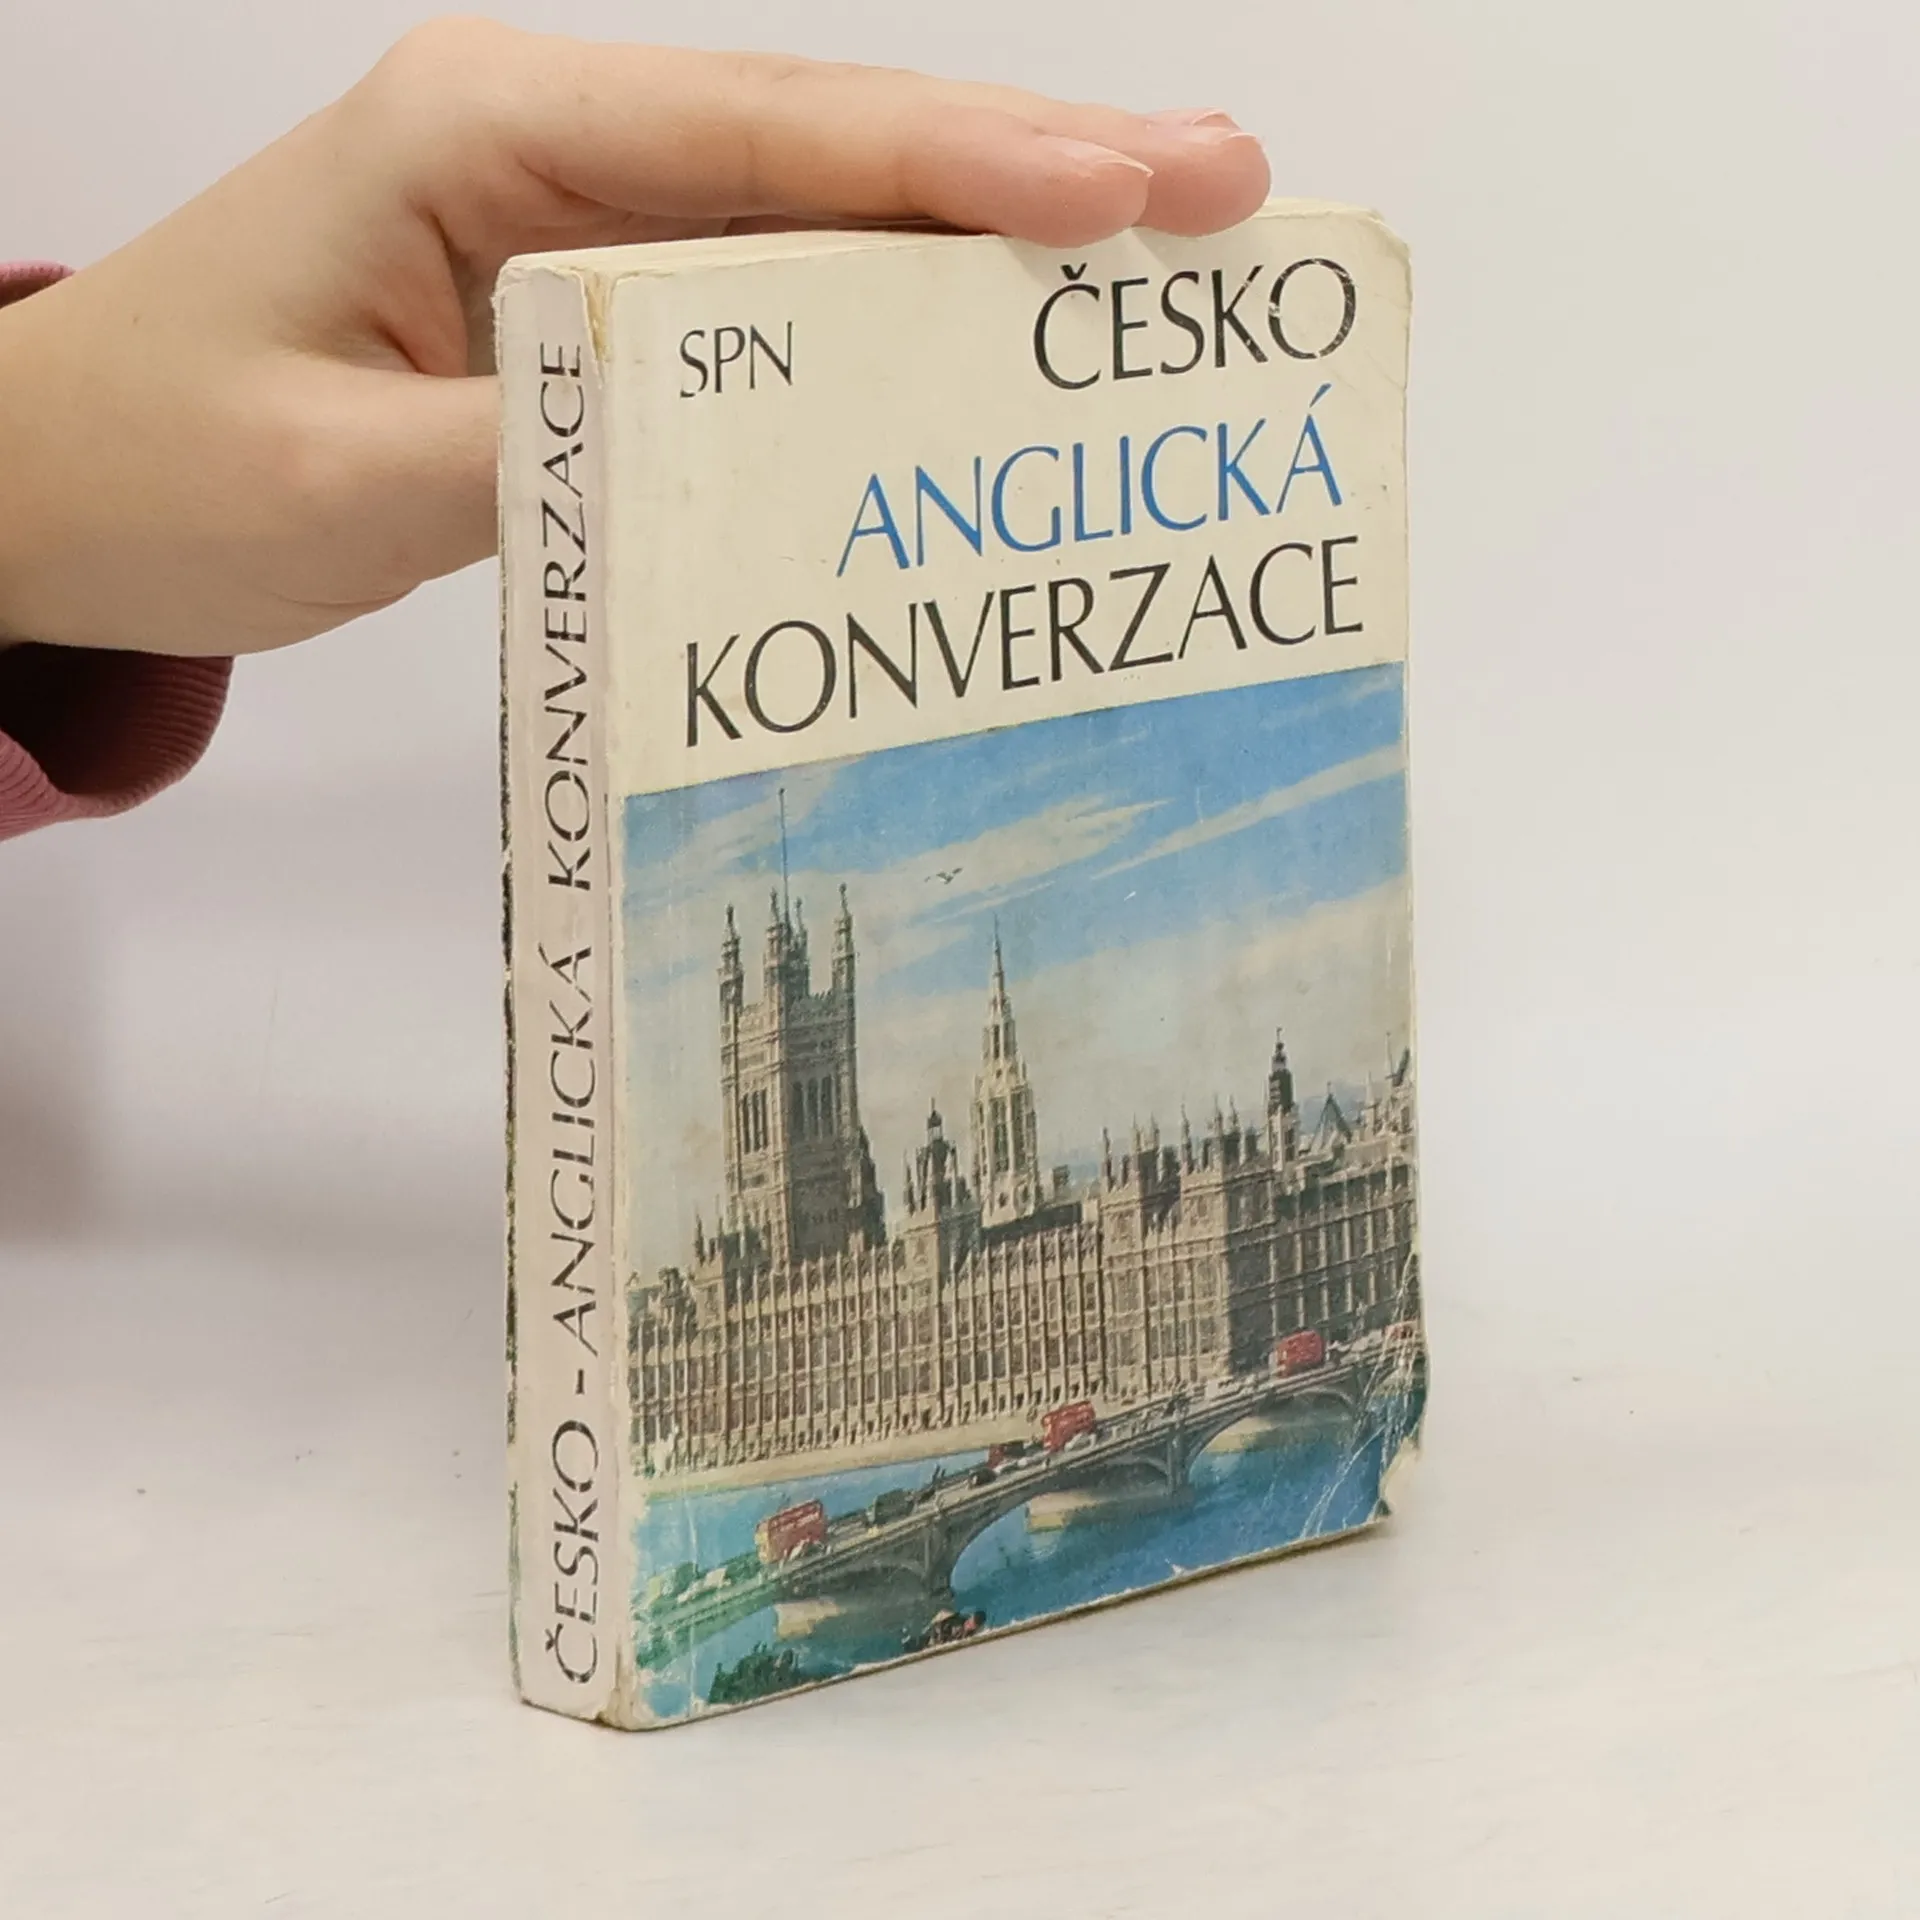 SPN
ČESKO
ANGLICKÁ
KONVERZACE
ČESKO - ANGLICKÁ KONVERZACE